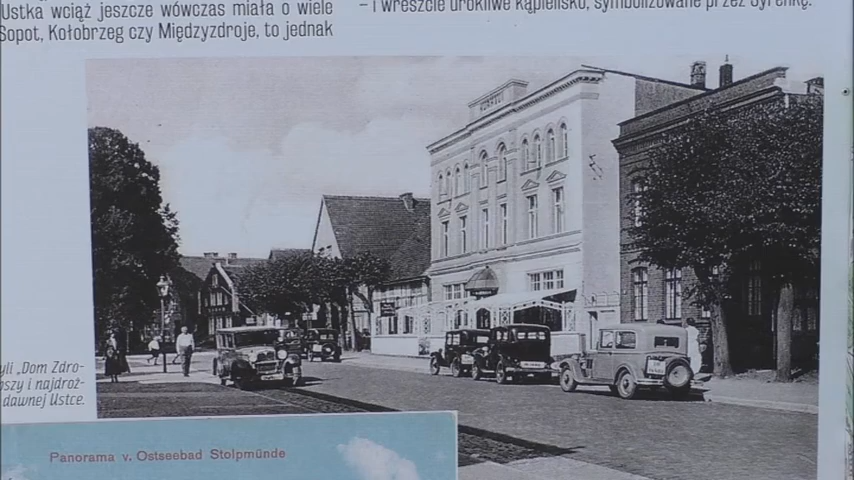 Ustka wciąż jeszcze wówczas miała o wiele
Sopot, Kołobrzeg czy Międzyzdroje, to jednak
– i wreszcie urokliwe kąpielisko, symbolizowane przez Syrenkę.
yli „Dom Zdro-
pszy i najdroż-
dawnej Ustce.
Panorama v. Ostseebad Stolpmünde